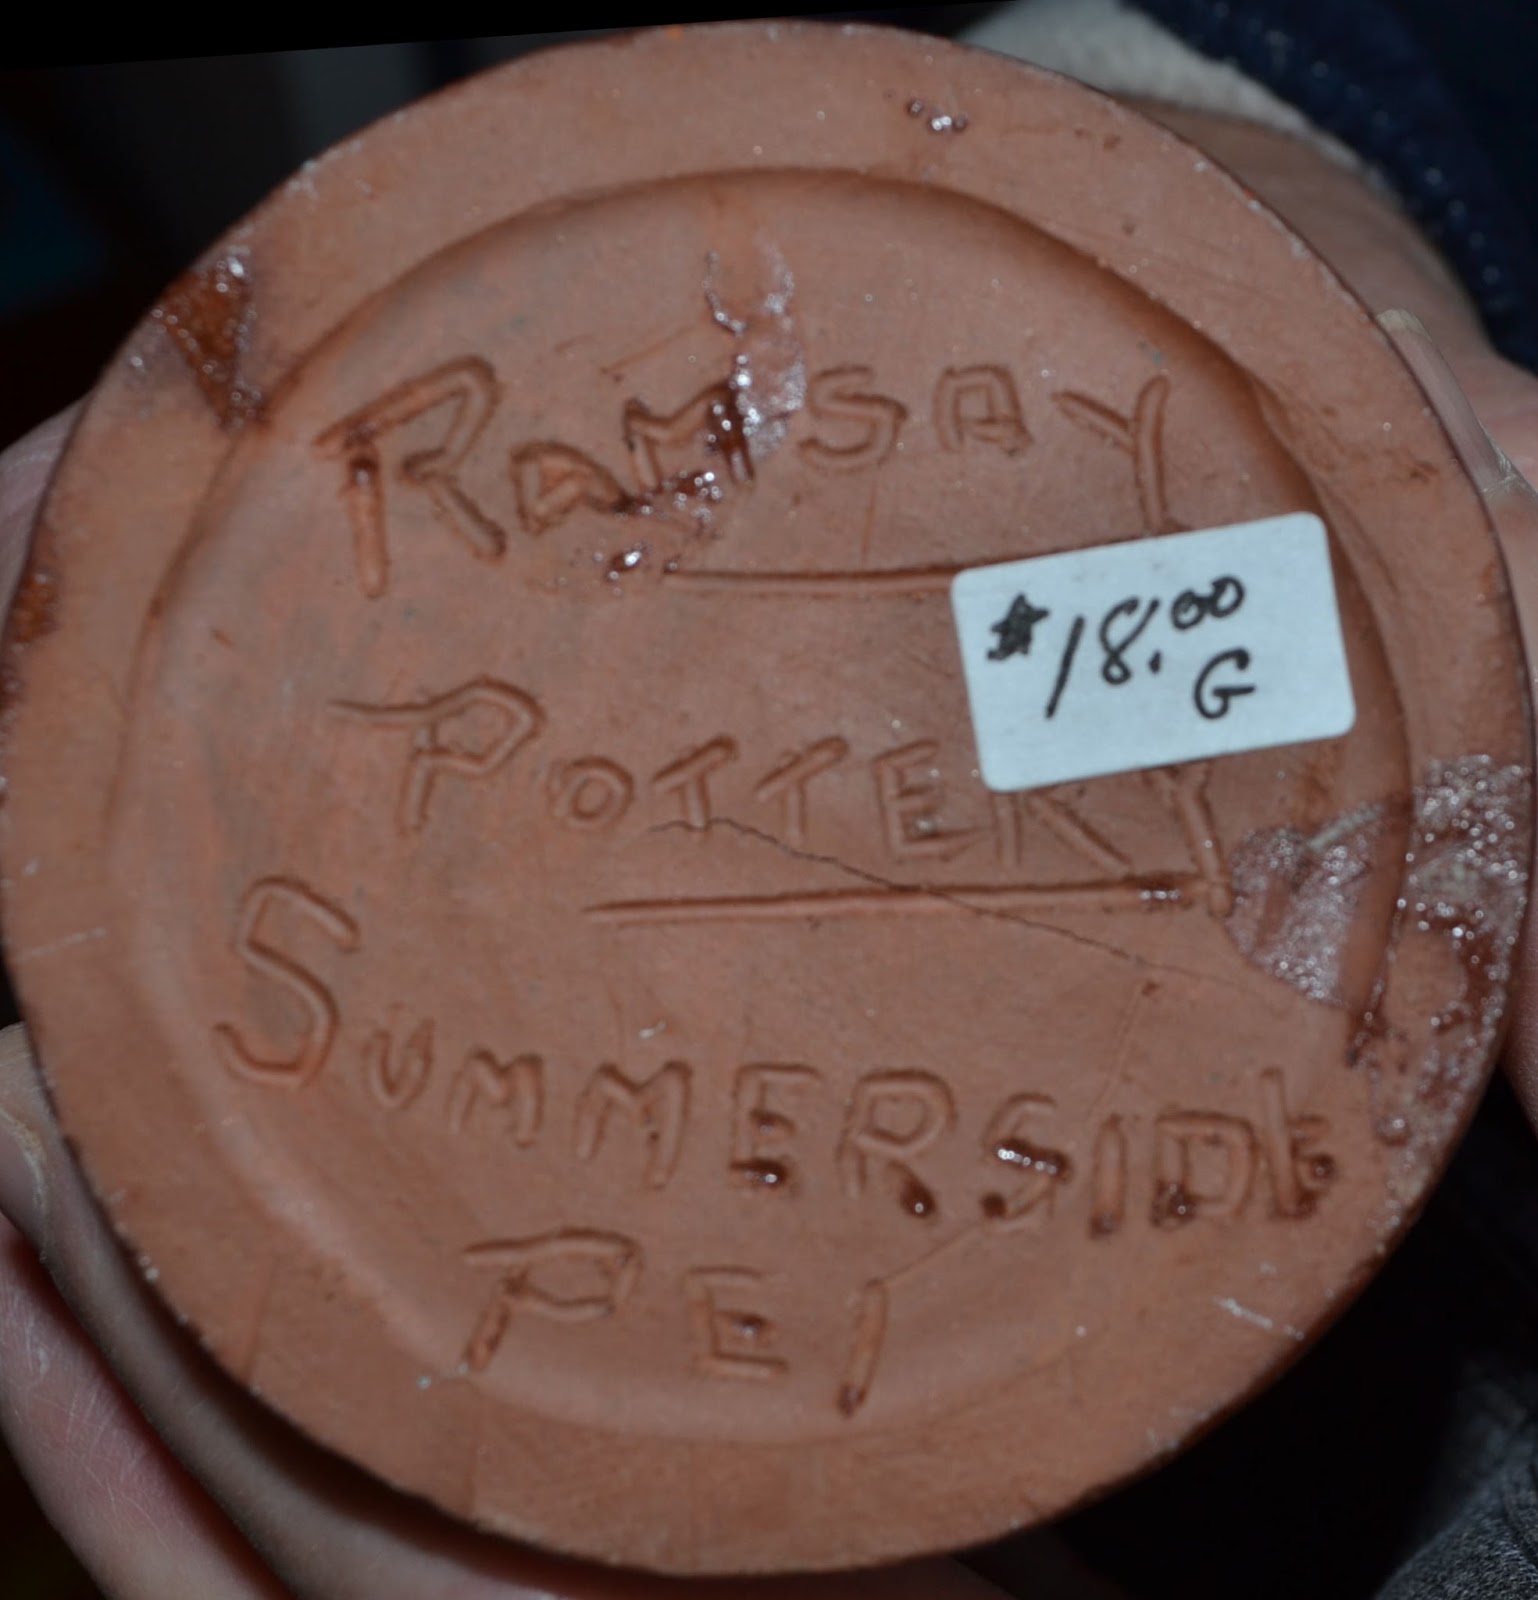 RAMSAY
$18.00
G
POTTERY
SUMMERSIDE
PEI